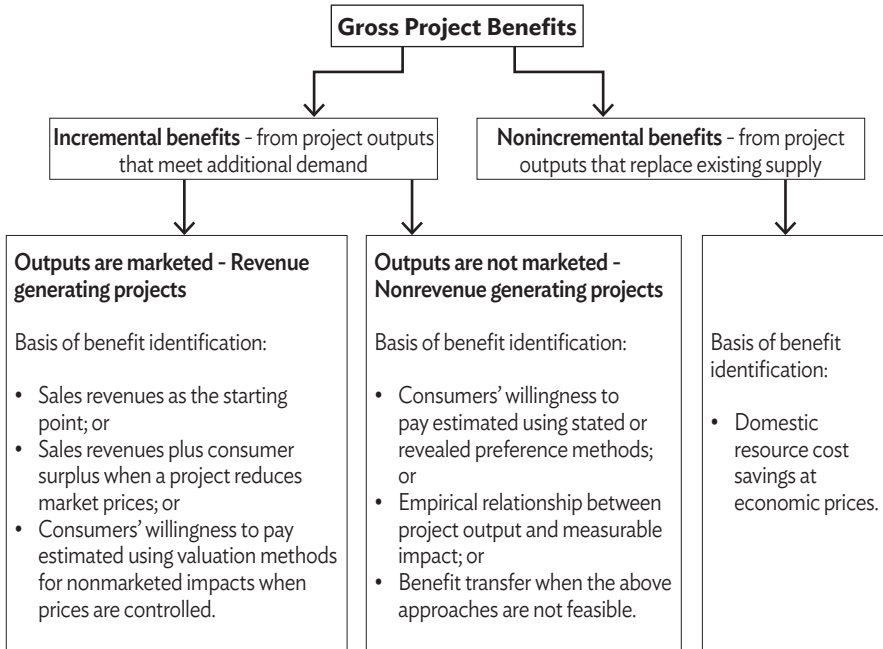 Gross Project Benefits
Incremental benefits – from project outputs
that meet additional demand
Nonincremental benefits – from project
outputs that replace existing supply
Outputs are marketed – Revenue
generating projects
Basis of benefit identification:
• Sales revenues as the starting
point; or
• Sales revenues plus consumer
surplus when a project reduces
market prices; or
• Consumers’ willingness to pay
estimated using valuation methods
for nonmarketed impacts when
prices are controlled.
Outputs are not marketed –
Nonrevenue generating projects
Basis of benefit identification:
• Consumers’ willingness to
pay estimated using stated or
revealed preference methods;
or
• Empirical relationship between
project output and measurable
impact; or
• Benefit transfer when the above
approaches are not feasible.
Basis of benefit
identification:
• Domestic
resource cost
savings at
economic prices.